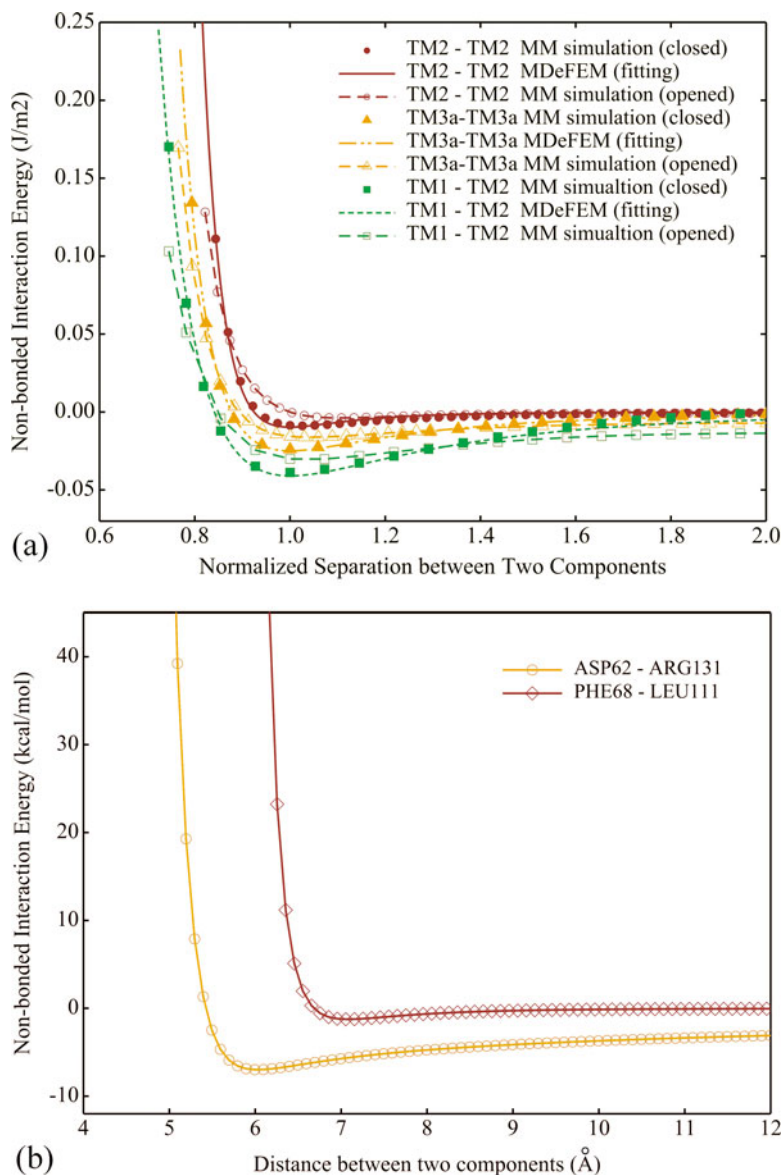 0.25
0.20
0.15
0.10
0.05
0.00
-0.05
Non-bonded Interaction Energy (J/m2)
TM2 - TM2 MM simulation (closed)
TM2 - TM2 MDeFEM (fitting)
TM2 - TM2 MM simulation (opened)
TM3a-TM3a MM simulation (closed)
TM3a-TM3a MDeFEM (fitting)
TM3a-TM3a MM simulation (opened)
TM1 - TM2 MM simualtion (closed)
TM1 - TM2 MDeFEM (fitting)
TM1 - TM2 MM simualtion (opened)
0.6 0.8 1.0 1.2 1.4 1.6 1.8 2.0
(a)
Normalized Separation between Two Components
40
30
20
10
0
-10
Non-bonded Interaction Energy (kcal/mol)
ASP62 - ARG131
PHE68 - LEU111
4 5 6 7 8 9 10 11 12
(b)
Distance between two components (Å)